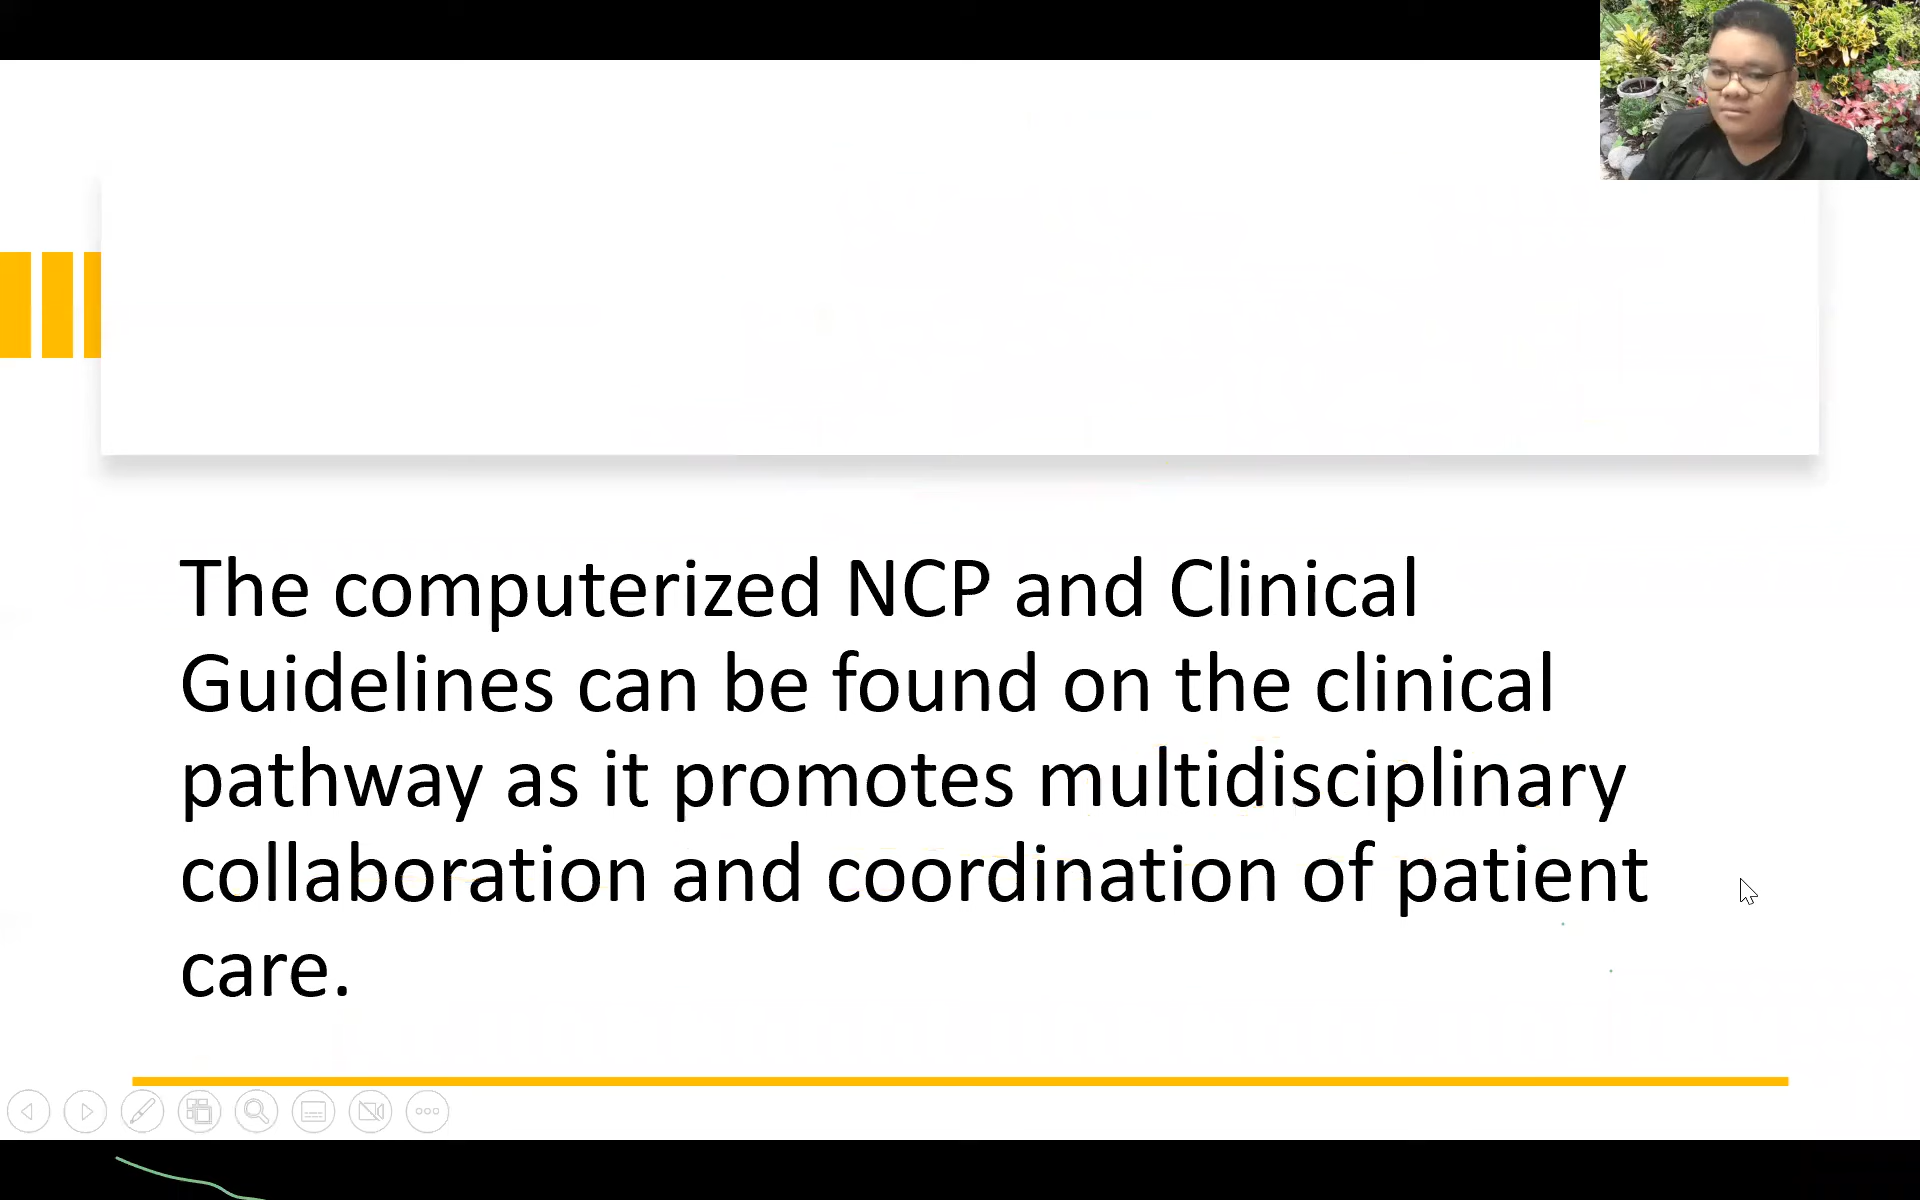 The computerized NCP and Clinical
Guidelines can be found on the clinical
pathway as it promotes multidisciplinary
collaboration and coordination of patient
care.